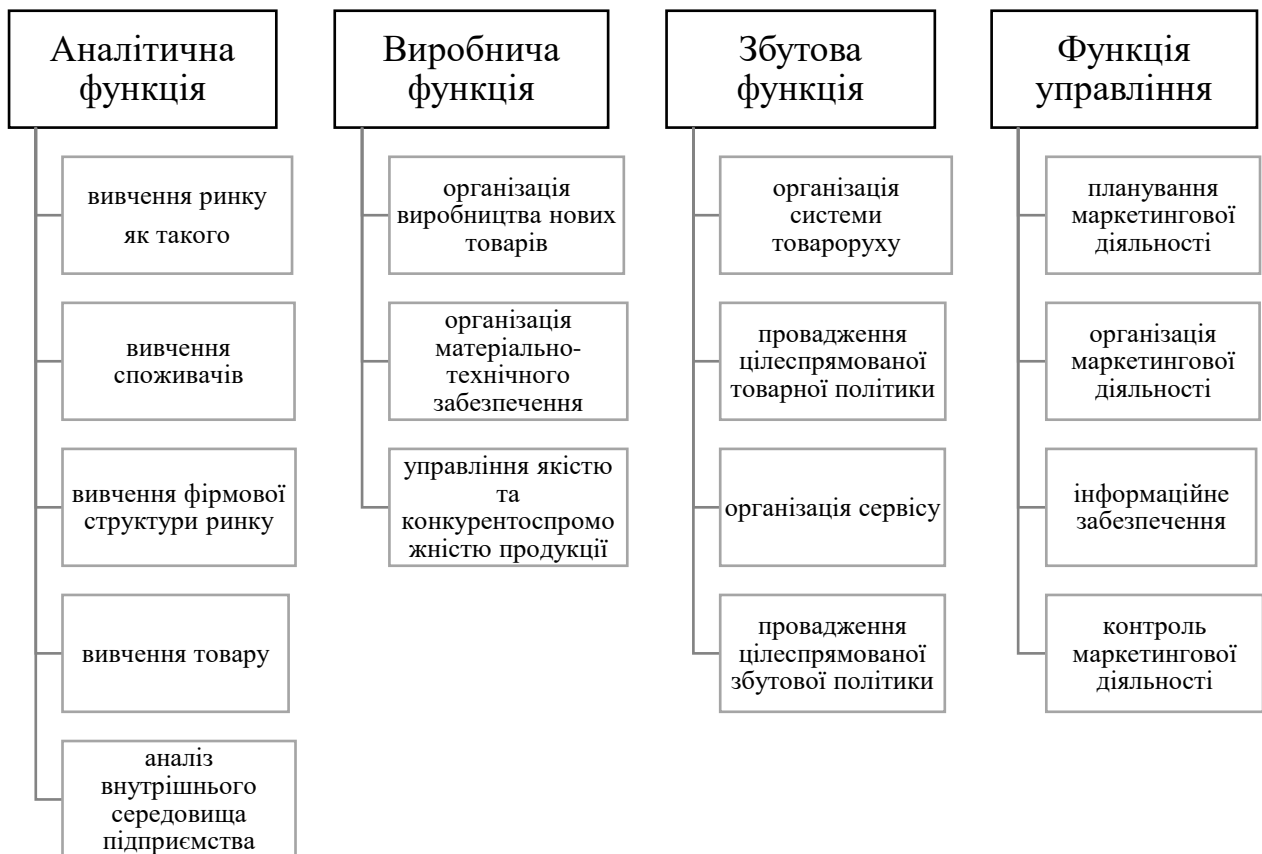 Аналітична
функція
вивчення ринку
як такого
вивчення
споживачів
вивчення фірмової
структури ринку
вивчення товару
аналіз
внутрішнього
середовища
підприємства
Виробнича
функція
організація
виробництва нових
товарів
організація
матеріально-
технічного
забезпечення
управління якістю
та
конкурентоспромо
жністю продукції
Збутова
функція
організація
системи
товароруху
провадження
цілеспрямованої
товарної політики
організація сервісу
провадження
цілеспрямованої
збутової політики
Функція
управління
планування
маркетингової
діяльності
організація
маркетингової
діяльності
інформаційне
забезпечення
контроль
маркетингової
діяльності